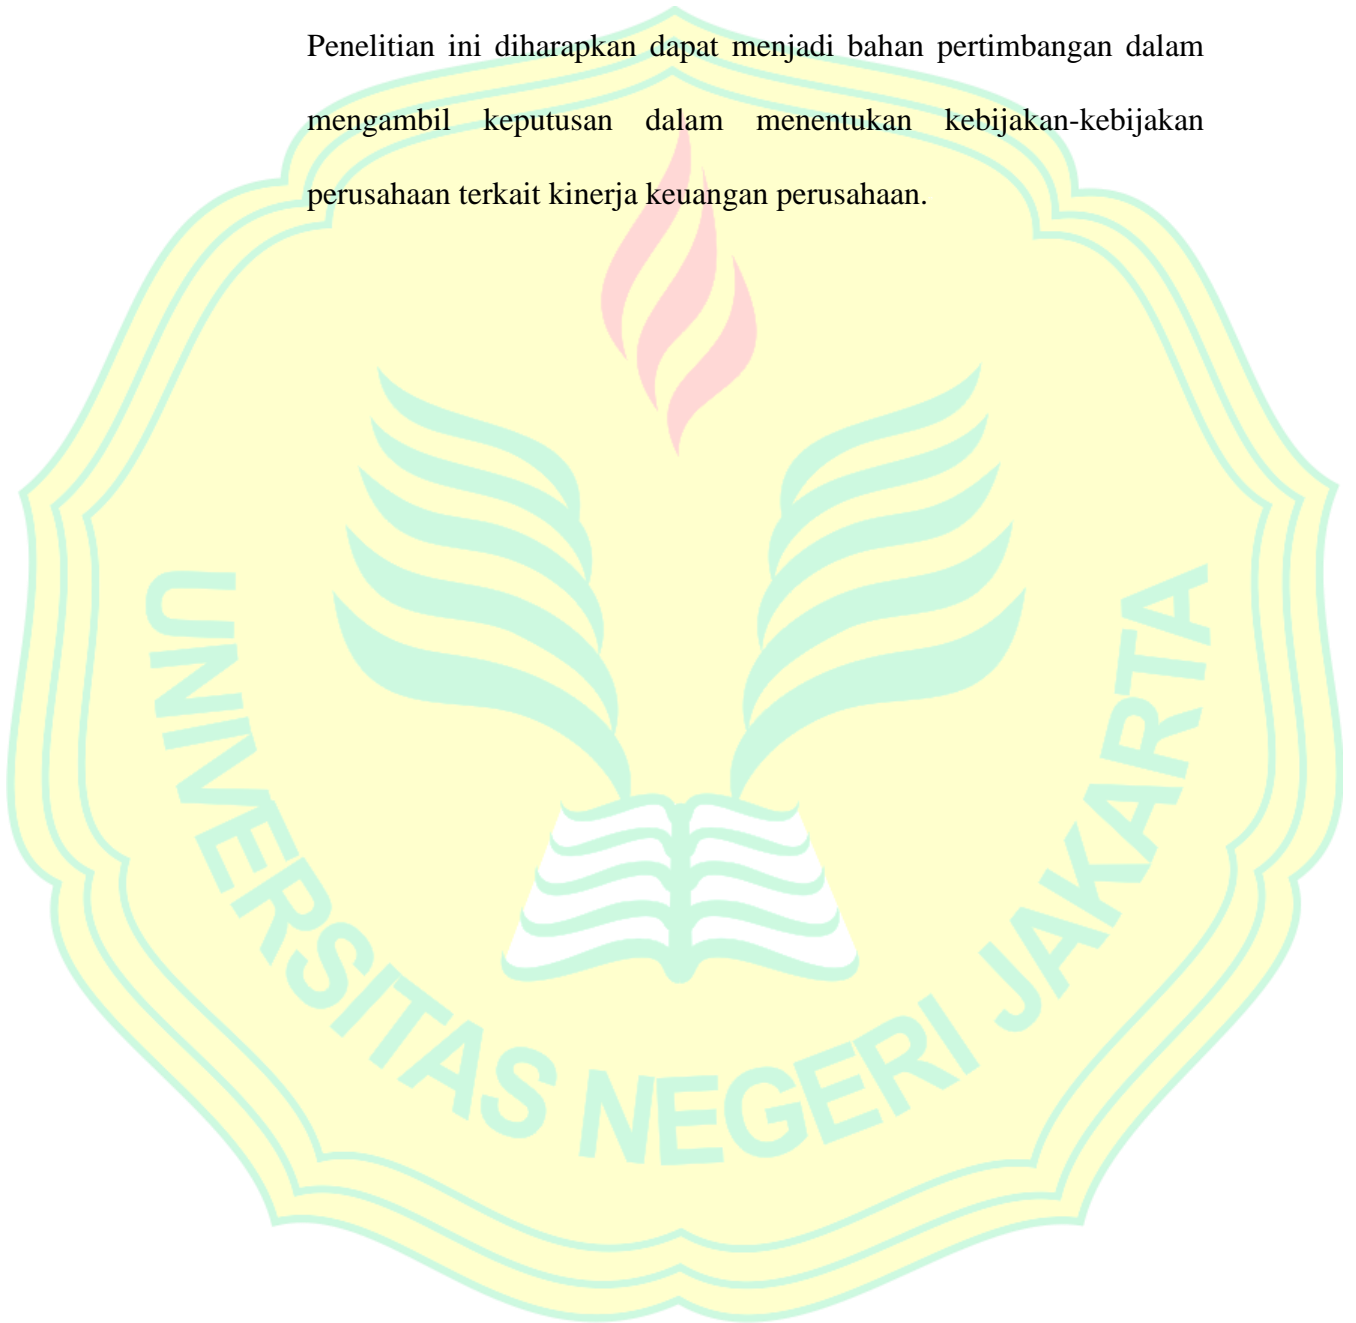 Penelitian ini diharapkan dapat menjadi bahan pertimbangan dalam
mengambil keputusan dalam menentukan kebijakan-kebijakan
perusahaan terkait kinerja keuangan perusahaan.
UNIVERSITAS NEGERI JAKARTA